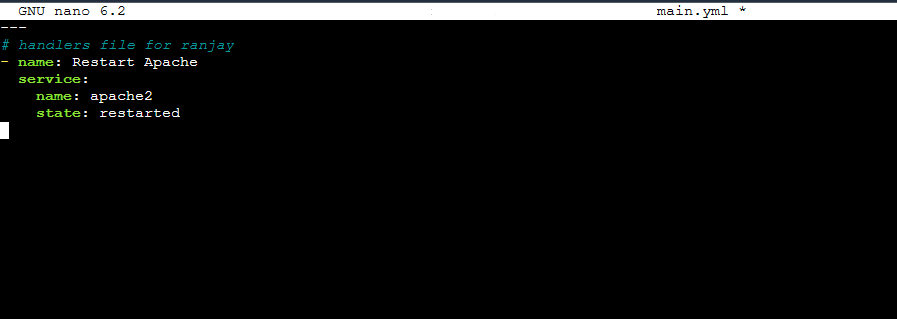 GNU nano 6.2 main.yml *
---
# handlers file for ranjay
- name: Restart Apache
  service:
    name: apache2
    state: restarted